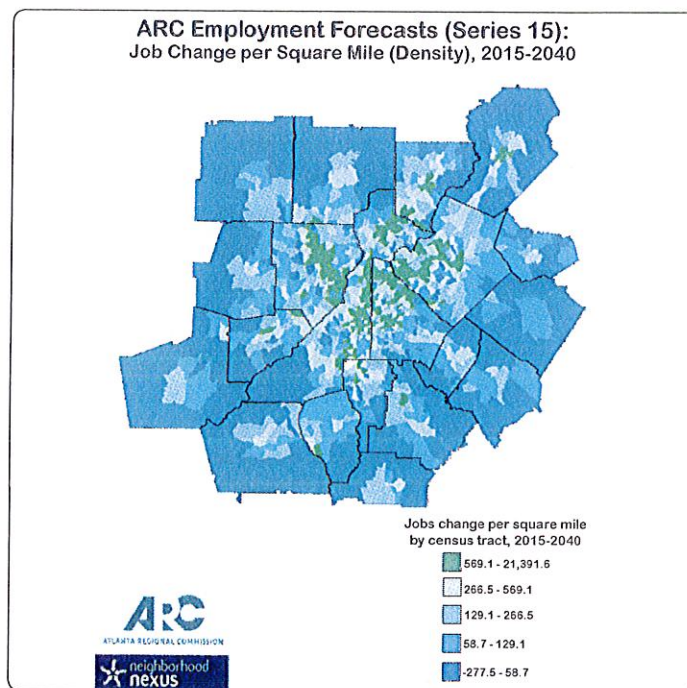 ARC Employment Forecasts (Series 15):
Job Change per Square Mile (Density), 2015-2040
Jobs change per square mile
by census tract, 2015-2040
569.1 - 21,391.6
266.5 - 569.1
129.1 - 266.5
58.7 - 129.1
-277.5 - 58.7
ARC
ATLANTA REGIONAL COMMISSION
neighborhood
nexus